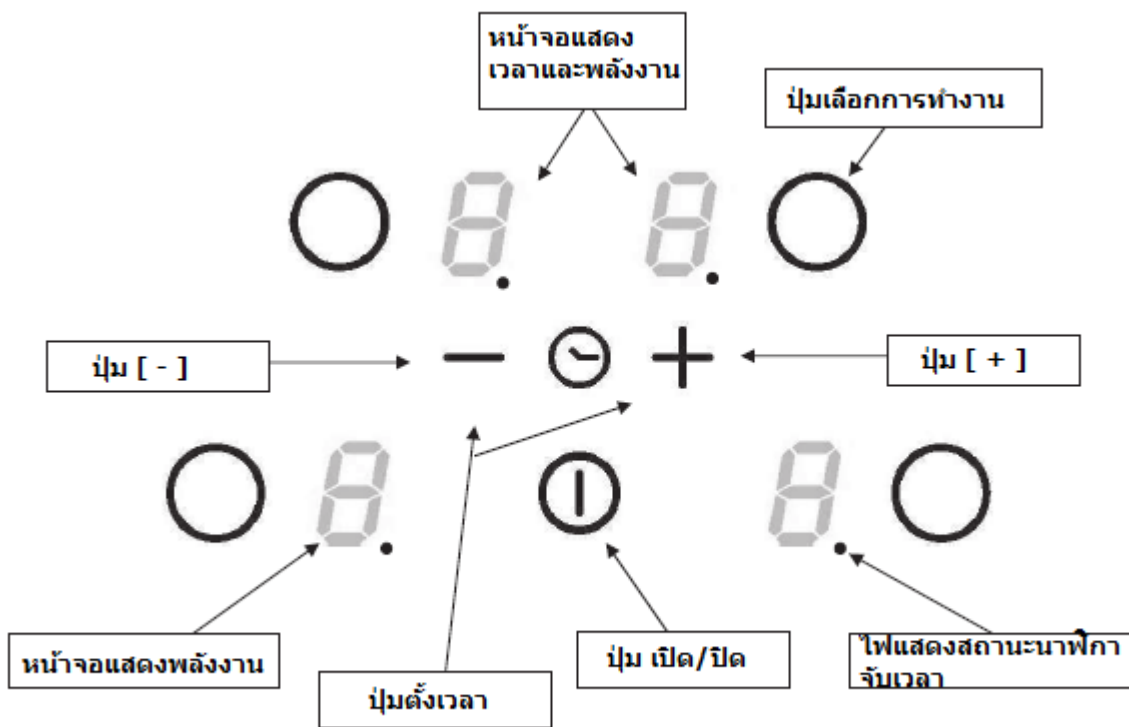 หน้าจอแสดง
เวลาและพลังงาน
ปุ่มเลือกการทำงาน
ปุ่ม [ - ]
ปุ่ม [ + ]
หน้าจอแสดงพลังงาน
ปุ่มตั้งเวลา
ปุ่ม เปิด/ปิด
ไฟแสดงสถานะนาฬิกา
จับเวลา